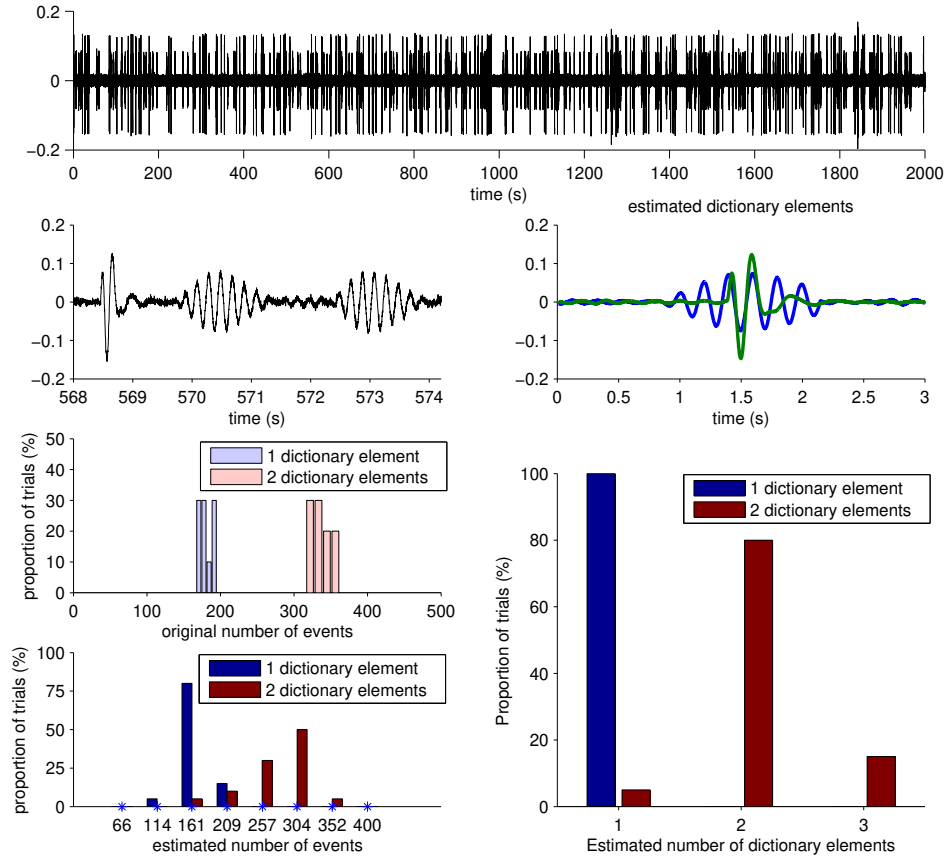 0.2
0
−0.2
0 200 400 600 800 1000 1200 1400 1600 1800 2000
time (s)
estimated dictionary elements
0.2
0.1
0
−0.1
−0.2
568 569 570 571 572 573 574
time (s)
0.2
0.1
0
−0.1
−0.2
0 0.5 1 1.5 2 2.5 3
time (s)
proportion of trials (%)
50
40
30
20
10
0
1 dictionary element
2 dictionary elements
0 100 200 300 400 500
original number of events
proportion of trials (%)
100
75
50
25
0
1 dictionary element
2 dictionary elements
66 114 161 209 257 304 352 400
estimated number of events
Proportion of trials (%)
100
80
60
40
20
0
1 dictionary element
2 dictionary elements
1 2 3
Estimated number of dictionary elements